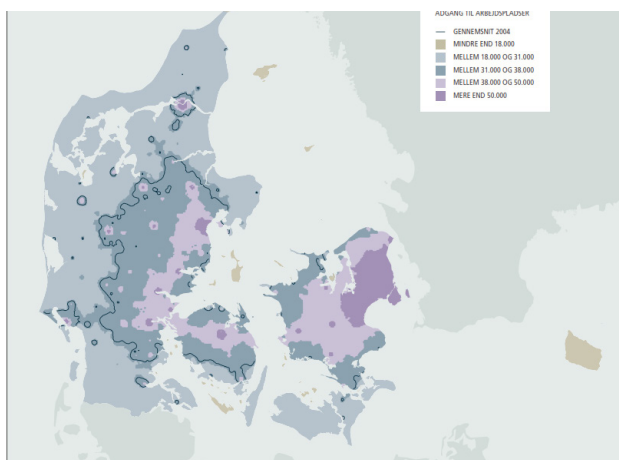 ADGANG TIL ARBEJDSPLADSER
GENNEMSNIT 2004
MINDRE END 18.000
MELLEM 18.000 OG 31.000
MELLEM 31.000 OG 38.000
MELLEM 38.000 OG 50.000
MERE END 50.000